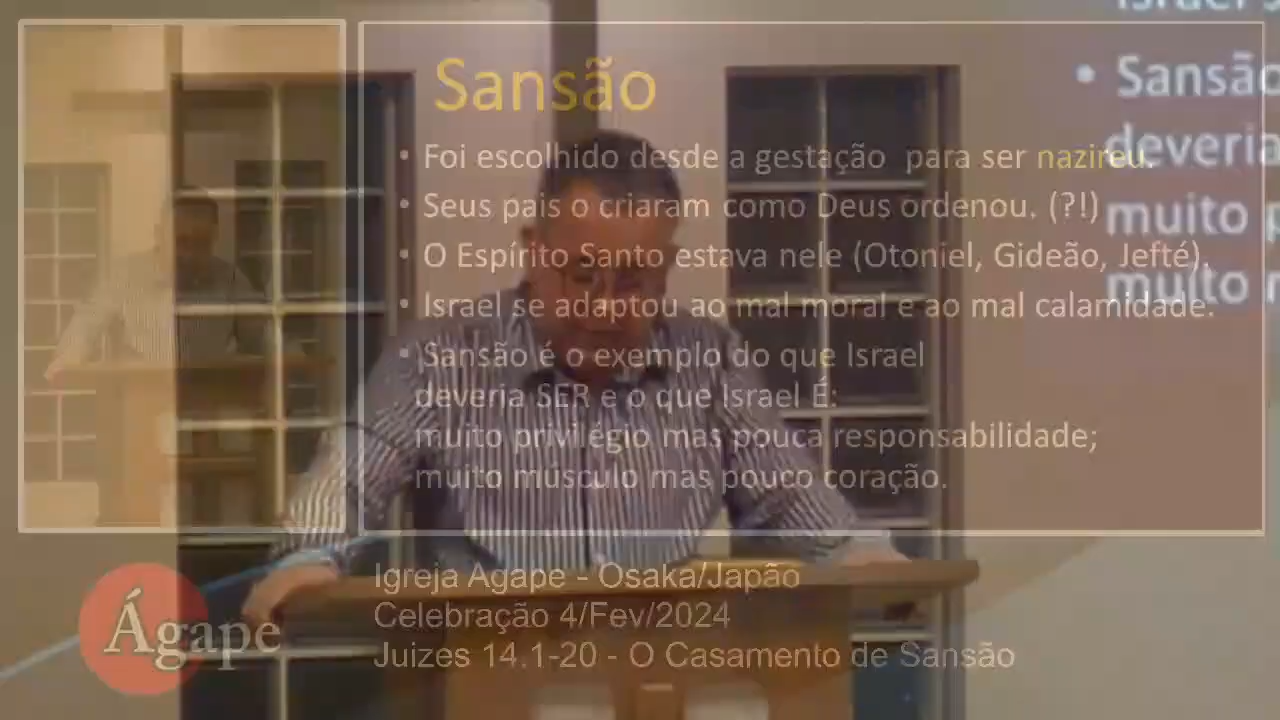 Sansão
• Foi escolhido desde a gestação para ser nazireu.
• Seus pais o criaram como Deus ordenou. (?!)
• O Espírito Santo estava nele (Otoniel, Gideão, Jefté).
• Israel se adaptou ao mal moral e ao mal calamidade.
• Sansão é o exemplo do que Israel
deveria SER e o que Israel É:
muito privilégio mas pouca responsabilidade;
muito músculo mas pouco coração.
• Sansão
deveria
muito
muito
Ágape
Igreja Agape - Osaka/Japão
Celebração 4/Fev/2024
Juizes 14.1-20 - O Casamento de Sansão